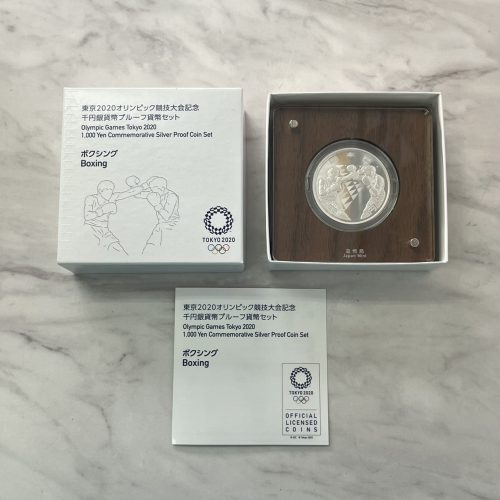 東京2020オリンピック競技大会記念
千円銀貨幣プルーフ貨幣セット
Olympic Games Tokyo 2020
1,000 Yen Commemorative Silver Proof Coin Set
ボクシング
Boxing
TOKYO 2020
造幣局
Japan Mint
東京2020オリンピック競技大会記念
千円銀貨幣プルーフ貨幣セット
Olympic Games Tokyo 2020
1,000 Yen Commemorative Silver Proof Coin Set
ボクシング
Boxing
TOKYO 2020
OFFICIAL
LICENSED
COINS